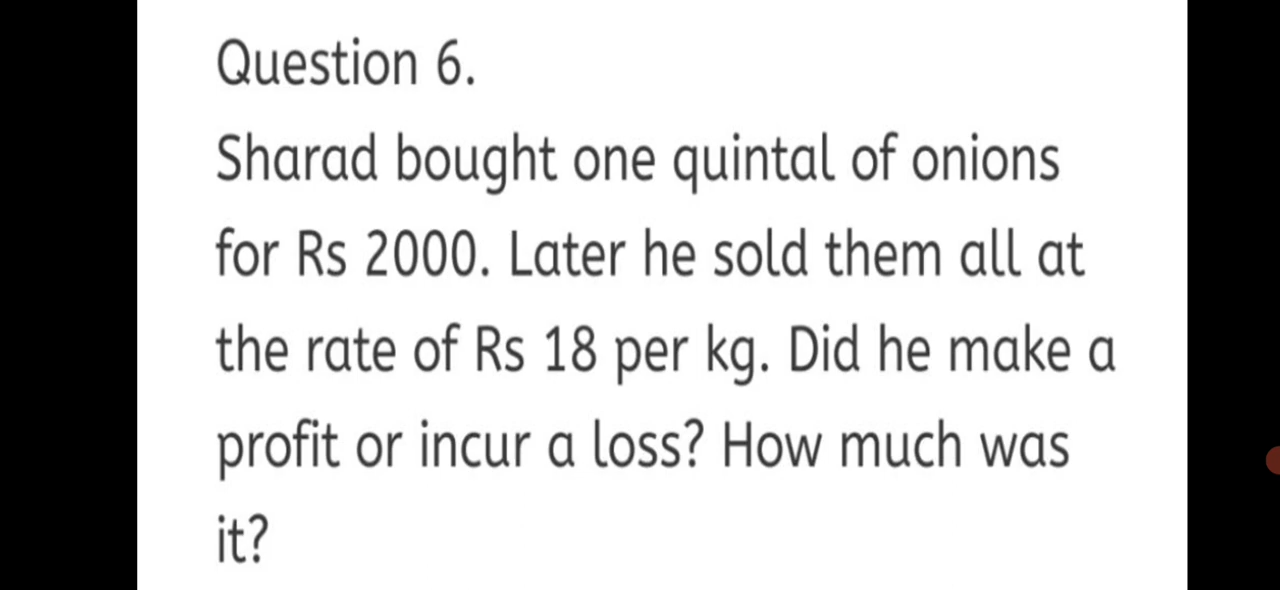 Question 6.
Sharad bought one quintal of onions
for Rs 2000. Later he sold them all at
the rate of Rs 18 per kg. Did he make a
profit or incur a loss? How much was
it?